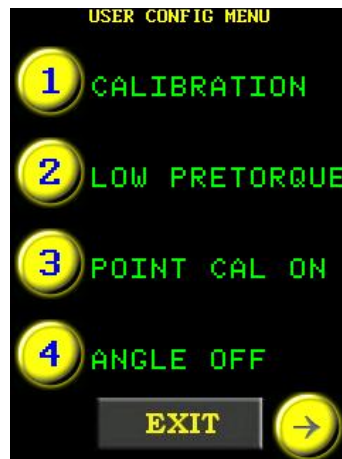 USER CONFIG MENU
1 CALIBRATION
2 LOW PRETORQUE
3 POINT CAL ON
4 ANGLE OFF
EXIT →